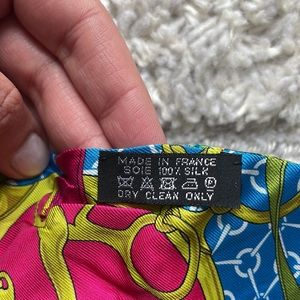 MADE IN FRANCE
SOIE 100% SILK
DRY CLEAN ONLY